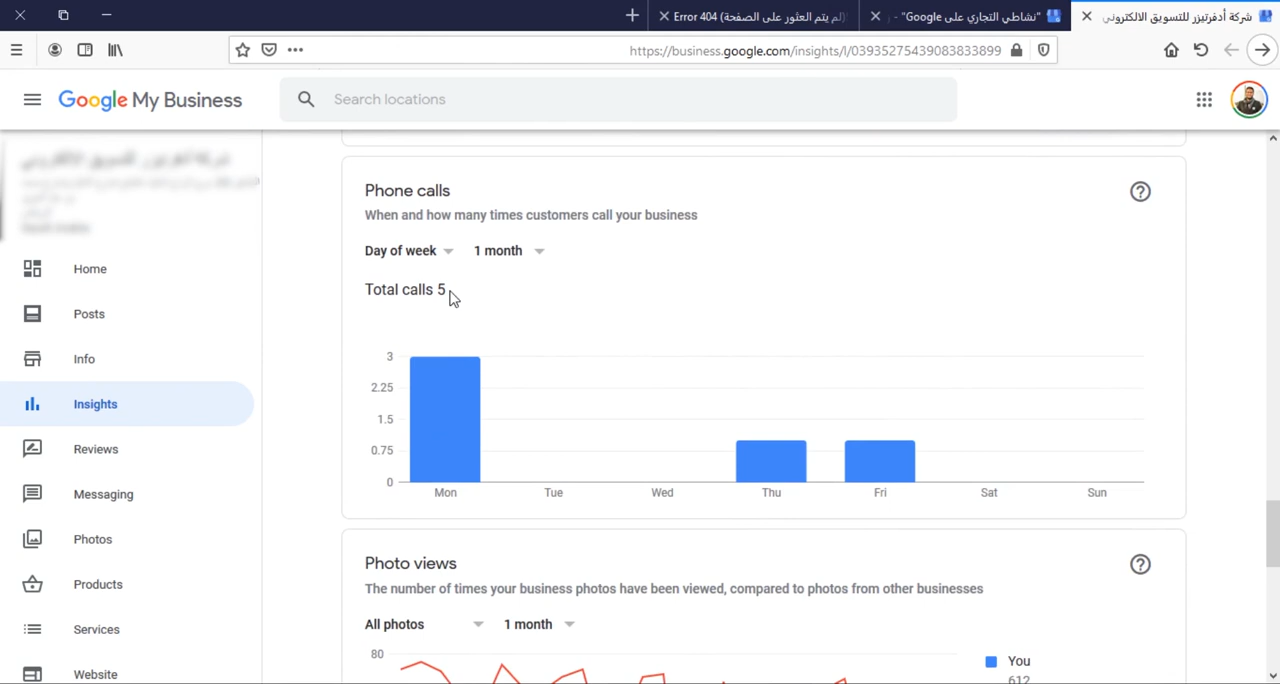 Error 404 (لم يتم العثور على الصفحة)
"نشاطي التجاري على Google" -
شركة أدفرتيزر للتسويق الالكتروني
https://business.google.com/insights/l/03935275439083833899
Google My Business
Search locations
Home
Posts
Info
Insights
Reviews
Messaging
Photos
Products
Services
Website
Phone calls
When and how many times customers call your business
Day of week 1 month
Total calls 5
3
2.25
1.5
0.75
0
Mon Tue Wed Thu Fri Sat Sun
Photo views
The number of times your business photos have been viewed, compared to photos from other businesses
All photos 1 month
80
You
612